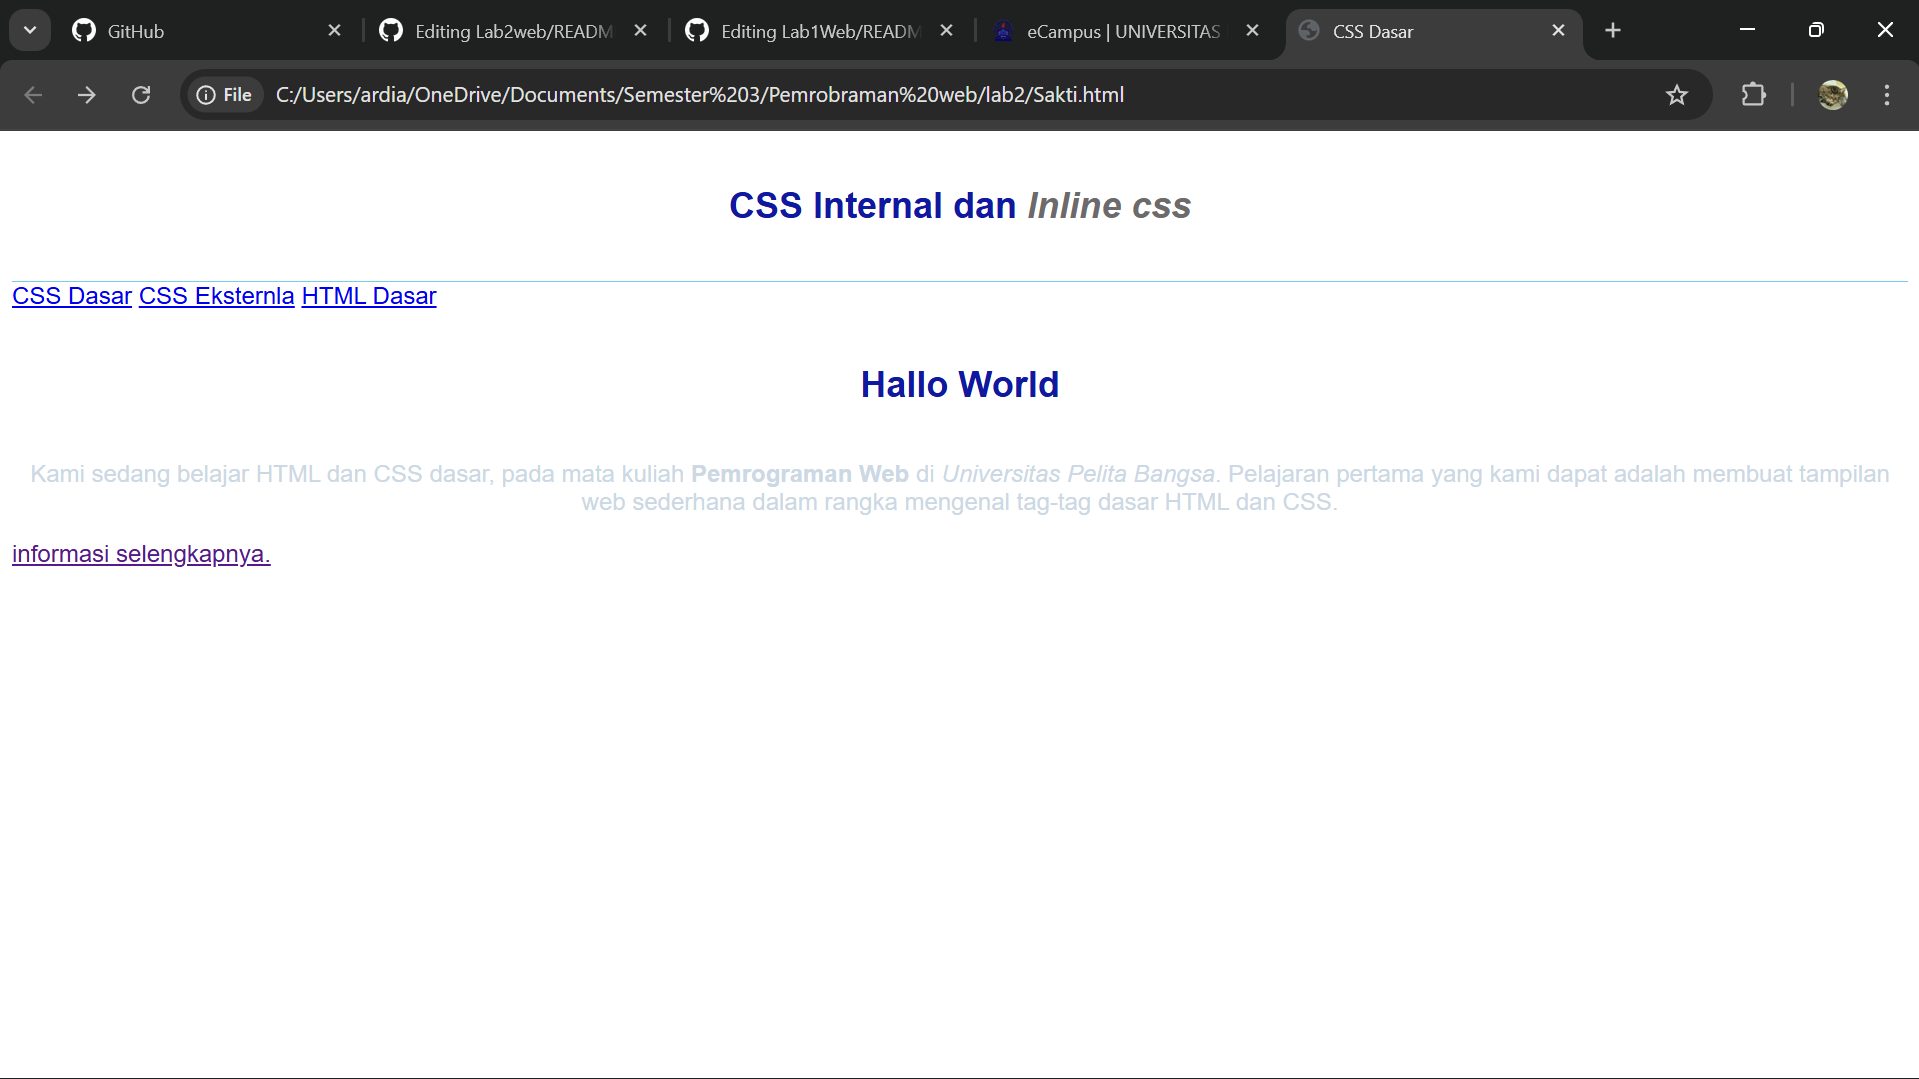 GitHub
Editing Lab2web/READM
Editing Lab1Web/READM
eCampus | UNIVERSITAS
CSS Dasar
File
C:/Users/ardia/OneDrive/Documents/Semester%203/Pemrobraman%20web/lab2/Sakti.html
CSS Internal dan Inline css
CSS Dasar CSS Eksternla HTML Dasar
Hallo World
Kami sedang belajar HTML dan CSS dasar, pada mata kuliah Pemrograman Web di Universitas Pelita Bangsa. Pelajaran pertama yang kami dapat adalah membuat tampilan
web sederhana dalam rangka mengenal tag-tag dasar HTML dan CSS.
informasi selengkapnya.